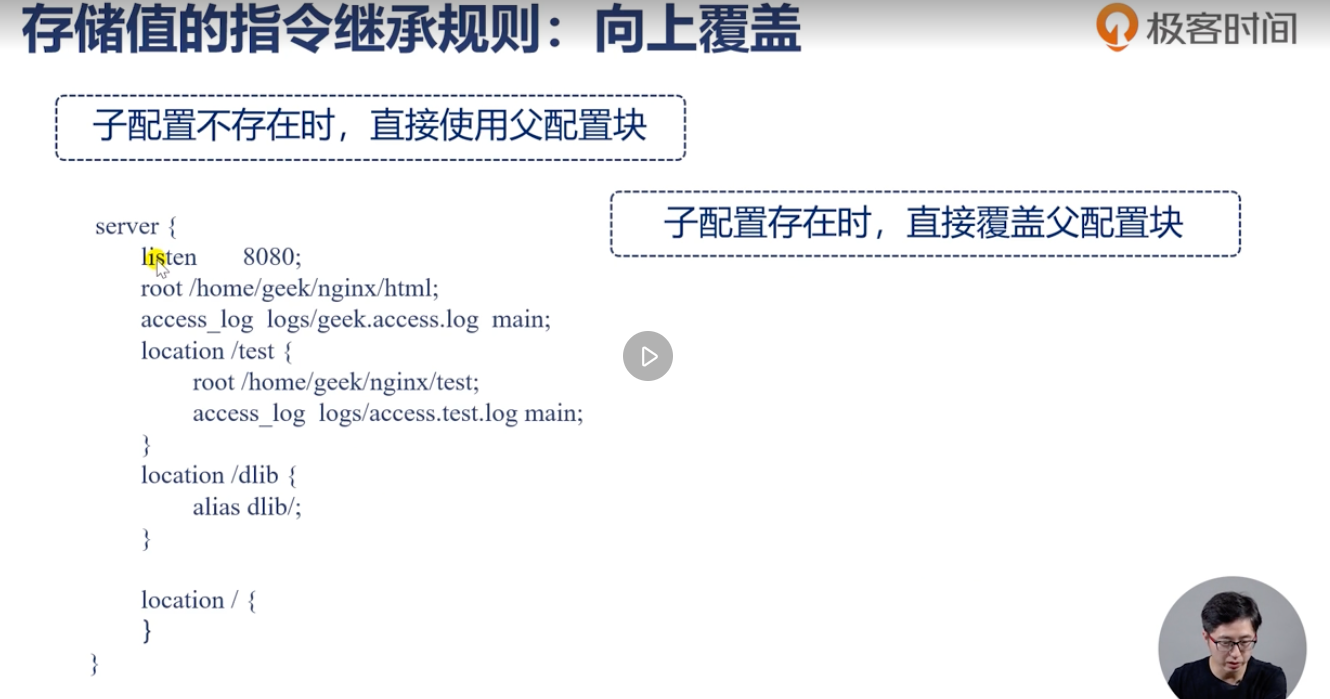 存储值的指令继承规则：向上覆盖
极客时间
子配置不存在时，直接使用父配置块
子配置存在时，直接覆盖父配置块
server {
listen 8080;
root /home/geek/nginx/html;
access_log logs/geek.access.log main;
location /test {
root /home/geek/nginx/test;
access_log logs/access.test.log main;
}
location /dlib {
alias dlib/;
}
location / {
}
}